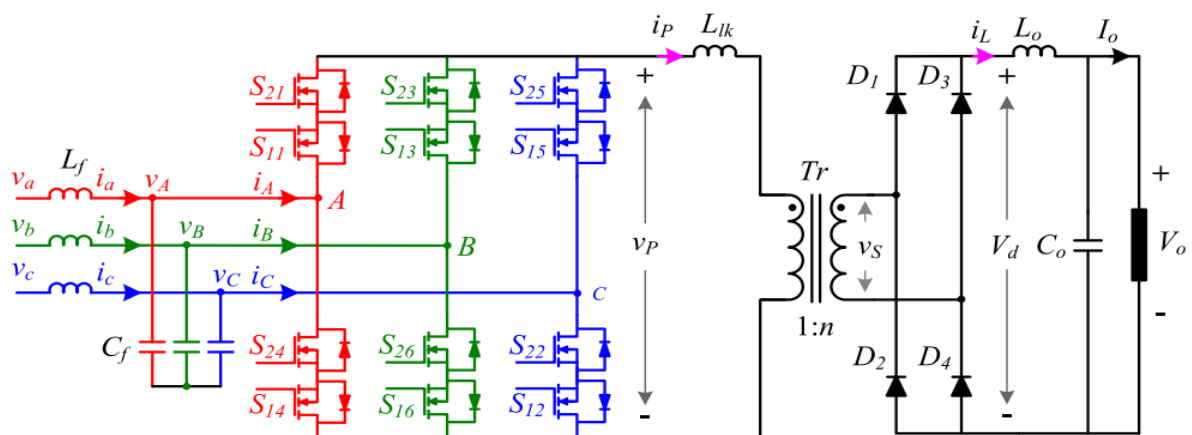 i_P L_lk i_L L_o I_o
S_21 S_23 S_25 + D_1 D_3 + 
S_11 S_13 S_15
L_f
v_a i_a v_A i_A A Tr +
v_b i_b v_B i_B B v_P v_S V_d C_o V_o
v_c i_c v_C i_C C
1:n -
C_f S_24 S_26 S_22 D_2 D_4
S_14 S_16 S_12 - -